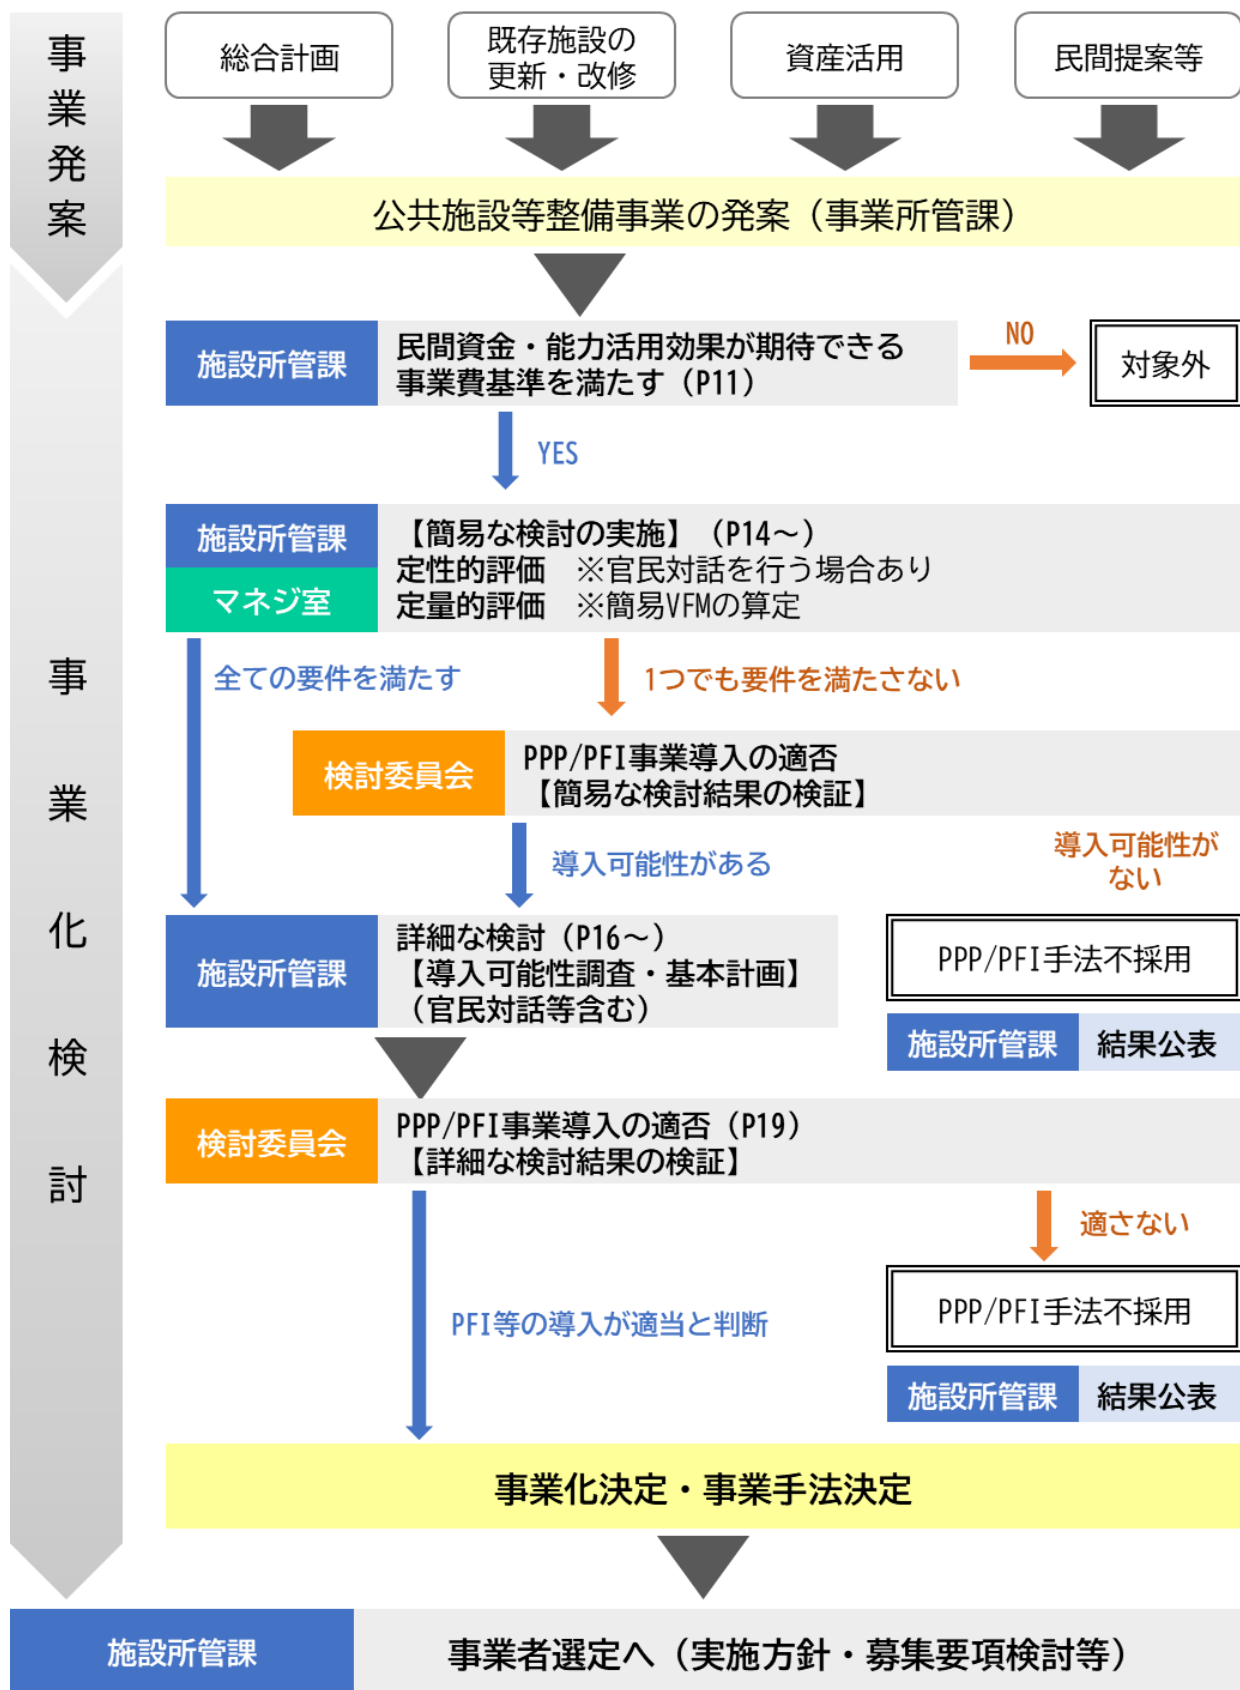 事業発案
総合計画
既存施設の
更新・改修
資産活用
民間提案等
公共施設等整備事業の発案（事業所管課）
事業化検討
施設所管課
民間資金・能力活用効果が期待できる
事業費基準を満たす（P11）
NO
対象外
YES
施設所管課
マネジ室
【簡易な検討の実施】（P14～）
定性的評価　※官民対話を行う場合あり
定量的評価　※簡易VFMの算定
全ての要件を満たす
1つでも要件を満たさない
検討委員会
PPP/PFI事業導入の適否
【簡易な検討結果の検証】
導入可能性がある
導入可能性が
ない
施設所管課
詳細な検討（P16～）
【導入可能性調査・基本計画】
（官民対話等含む）
PPP/PFI手法不採用
施設所管課
結果公表
検討委員会
PPP/PFI事業導入の適否（P19）
【詳細な検討結果の検証】
適さない
PFI等の導入が適当と判断
PPP/PFI手法不採用
施設所管課
結果公表
事業化決定・事業手法決定
施設所管課
事業者選定へ（実施方針・募集要項検討等）